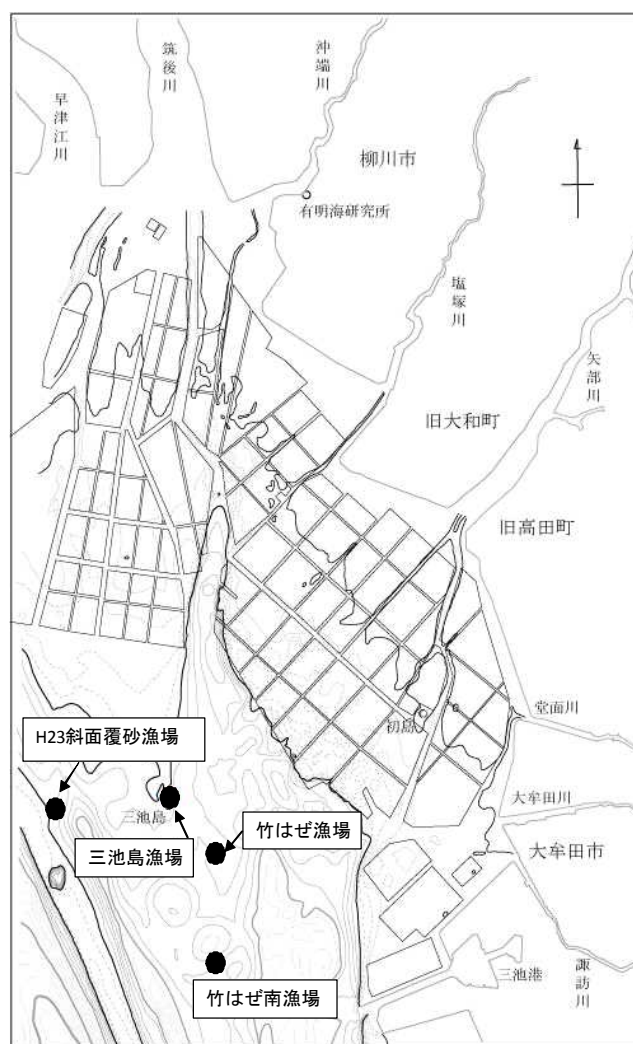 早津江川
筑後川
沖端川
柳川市
有明海研究所
塩塚川
矢部川
旧大和町
旧高田町
初島
堂面川
H23斜面覆砂漁場
三池島
三池島漁場
竹はぜ漁場
大牟田川
大牟田市
竹はぜ南漁場
三池港
諏訪川